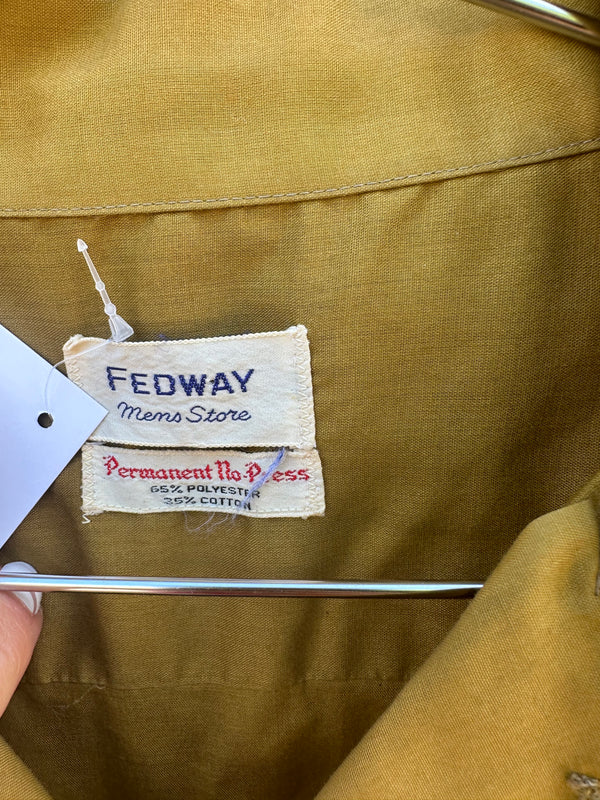 FEDWAY
Mens Store
Permanent No-Press
65% POLYESTER
35% COTTON